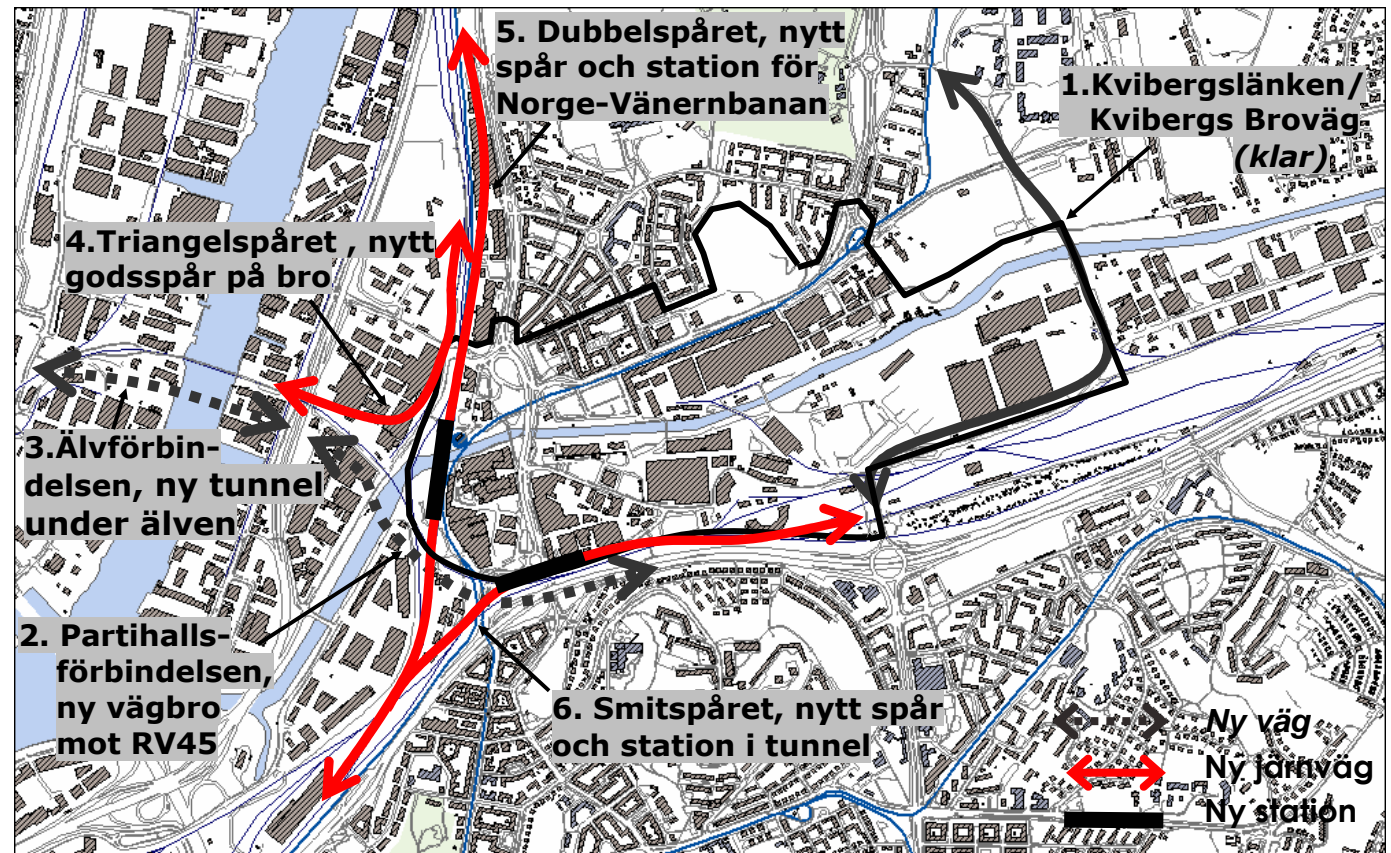 5. Dubbelspåret, nytt
spår och station för
Norge-Vänernbanan
1.Kvibergslänken/
Kvibergs Broväg
(klar)
4.Triangelspåret , nytt
godsspår på bro
3.Älvförbin-
delsen, ny tunnel
under älven
2. Partihalls-
förbindelsen,
ny vägbro
mot RV45
6. Smitspåret, nytt spår
och station i tunnel
Ny väg
Ny järnväg
Ny station